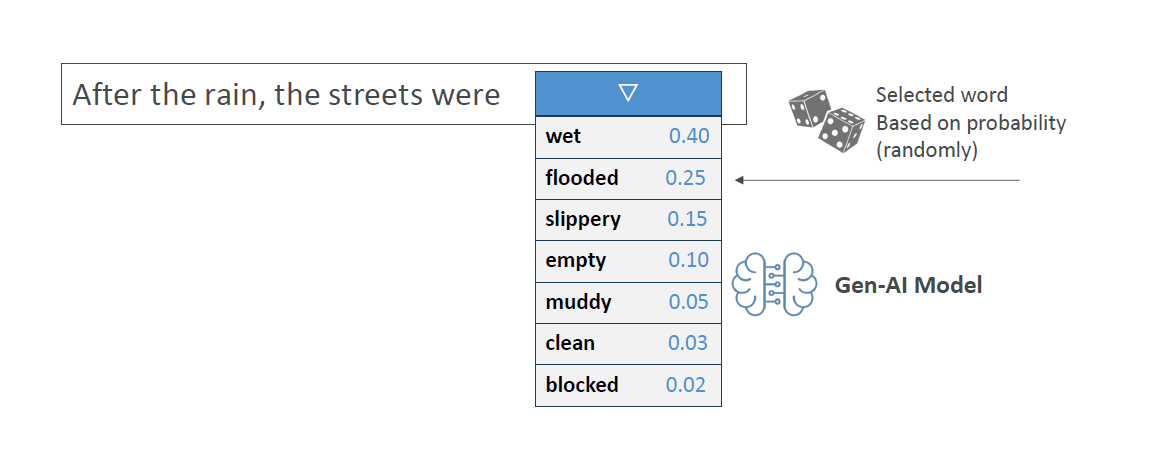 After the rain, the streets were
wet 0.40
flooded 0.25
slippery 0.15
empty 0.10
muddy 0.05
clean 0.03
blocked 0.02
Selected word
Based on probability
(randomly)
Gen-AI Model